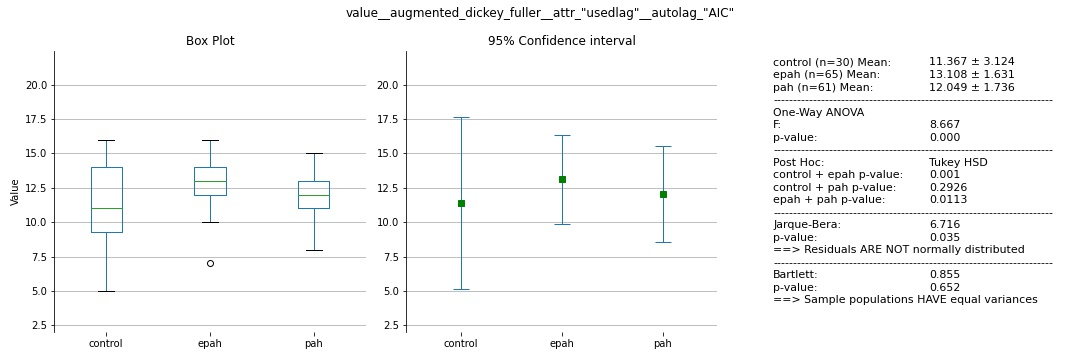 value__augmented_dickey_fuller__attr_"usedlag"__autolag_"AIC"
Box Plot
Value
20.0
17.5
15.0
12.5
10.0
7.5
5.0
2.5
control epah pah
95% Confidence interval
20.0
17.5
15.0
12.5
10.0
7.5
5.0
2.5
control epah pah
control (n=30) Mean: 11.367 ± 3.124
epah (n=65) Mean: 13.108 ± 1.631
pah (n=61) Mean: 12.049 ± 1.736
One-Way ANOVA
F: 8.667
p-value: 0.000
Post Hoc: Tukey HSD
control + epah p-value: 0.001
control + pah p-value: 0.2926
epah + pah p-value: 0.0113
Jarque-Bera: 6.716
p-value: 0.035
==> Residuals ARE NOT normally distributed
Bartlett: 0.855
p-value: 0.652
==> Sample populations HAVE equal variances